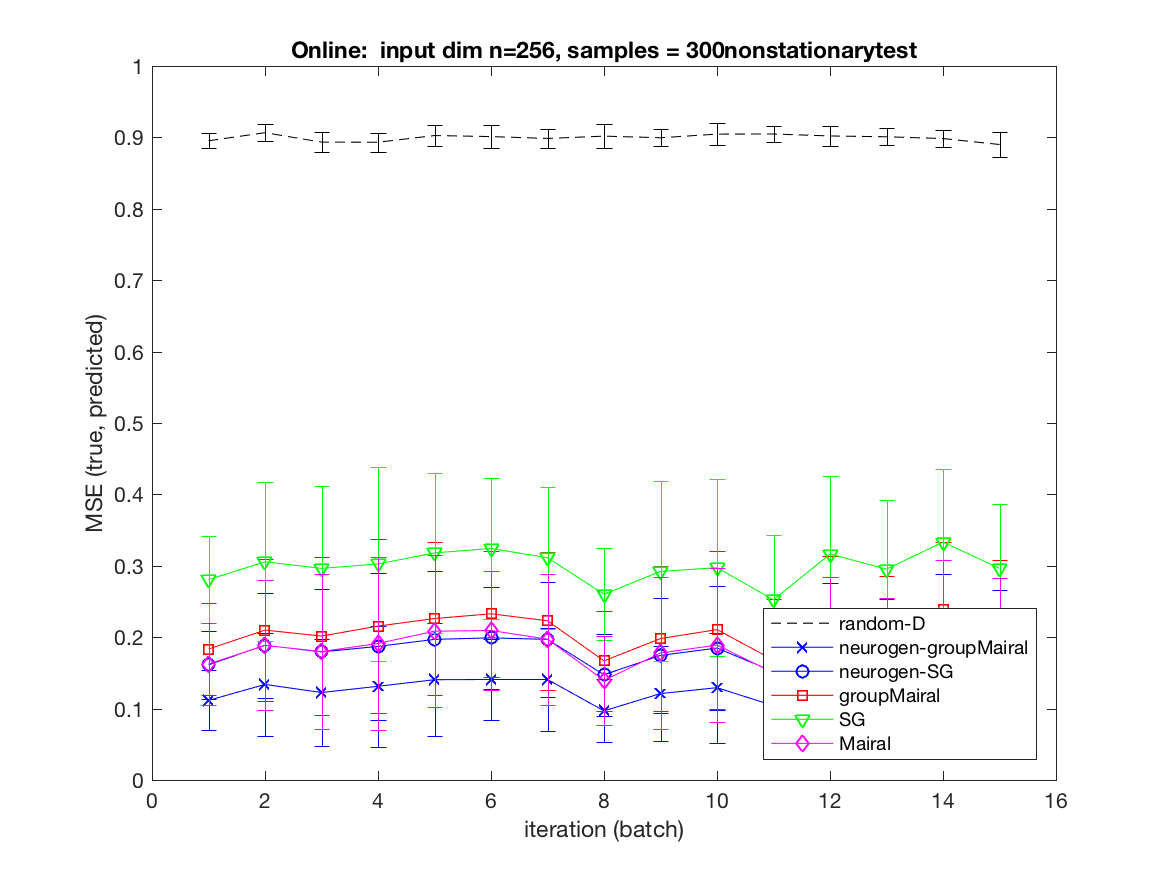 Online:  input dim n=256, samples = 300nonstationarytest
1
0.9
0.8
0.7
0.6
0.5
0.4
0.3
0.2
0.1
0
MSE (true, predicted)
random-D
neurogen-groupMairal
neurogen-SG
groupMairal
SG
Mairal
0 2 4 6 8 10 12 14 16
iteration (batch)